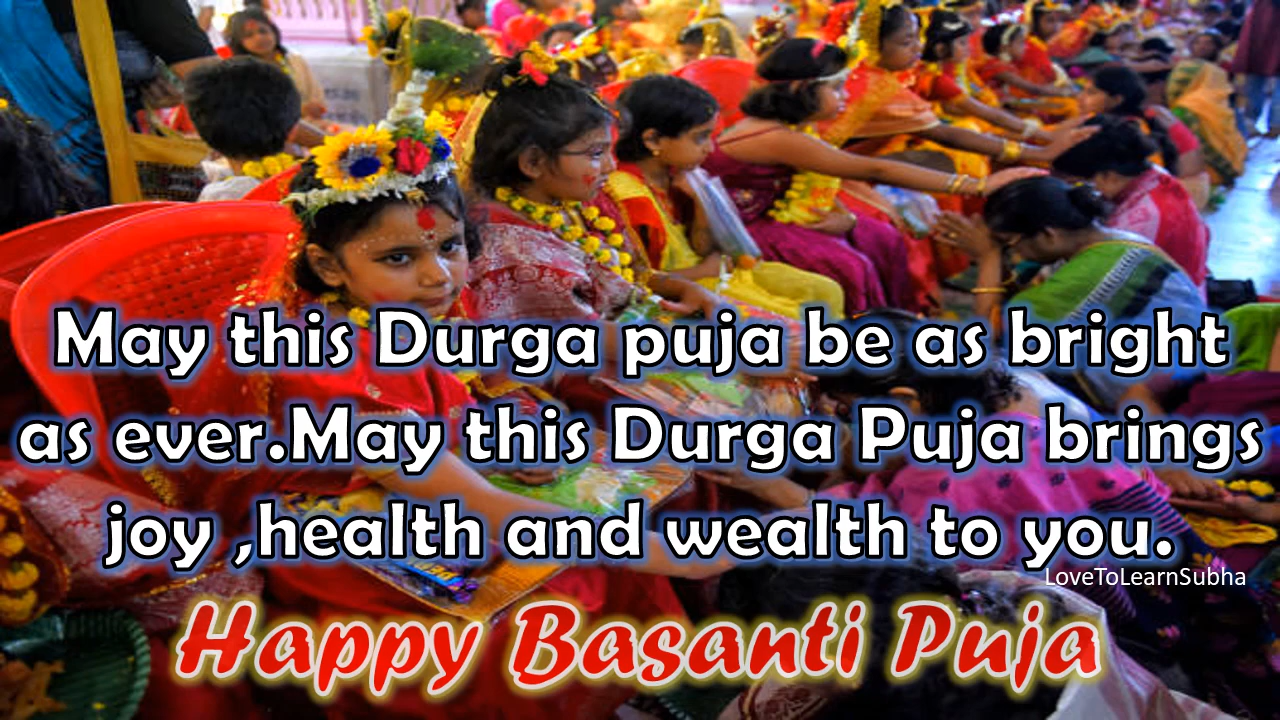 May this Durga puja be as bright
as ever.May this Durga Puja brings
joy ,health and wealth to you.
LoveToLearnSubha
Happy Basanti Puja